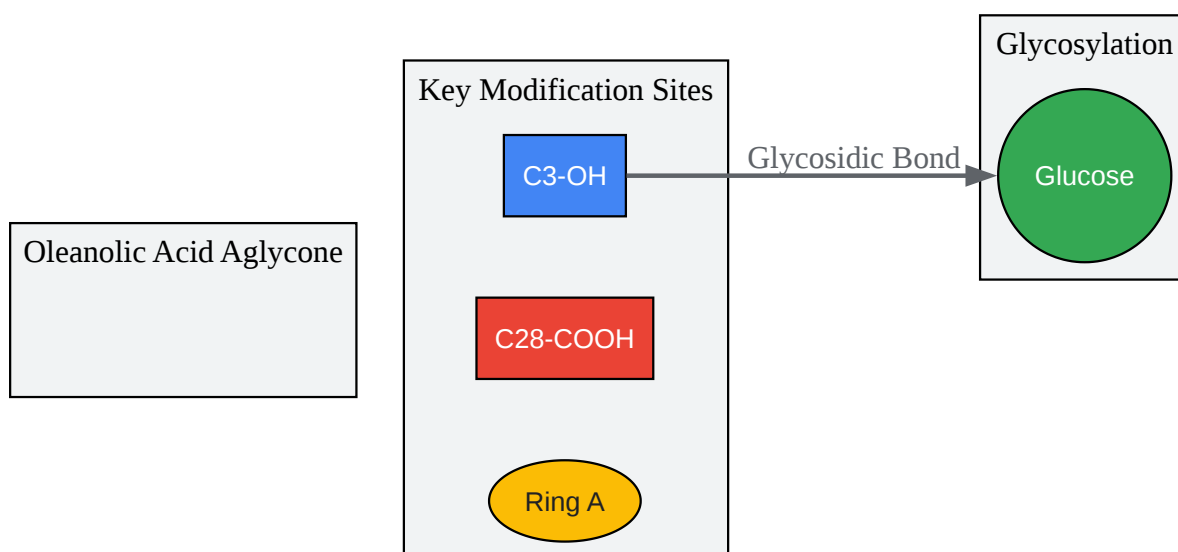 Oleanolic Acid Aglycone
Key Modification Sites
C3-OH
C28-COOH
Ring A
Glycosidic Bond
Glycosylation
Glucose